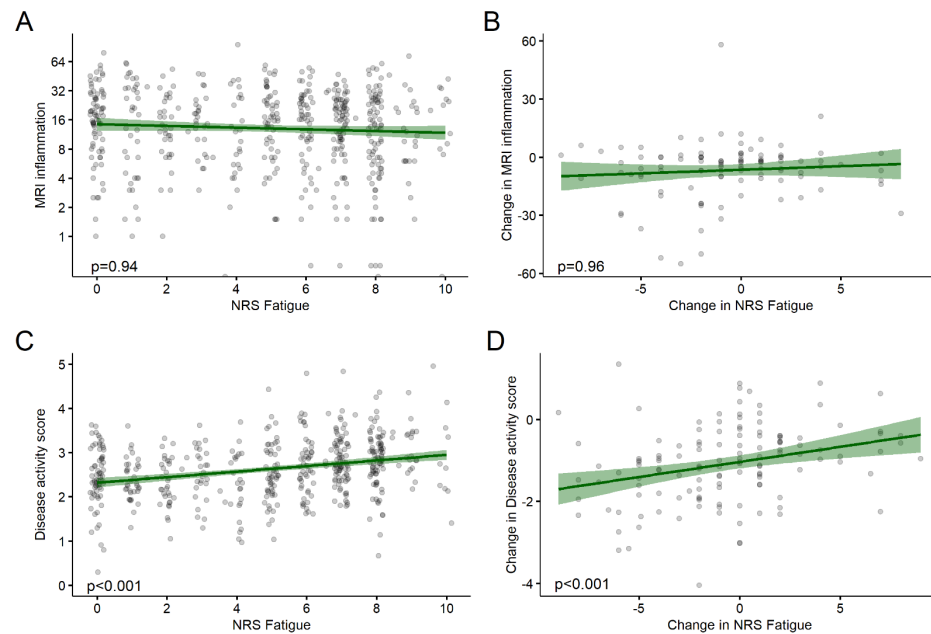 A
MRI inflammation
64
32
16
8
4
2
1
p=0.94
0 2 4 6 8 10
NRS Fatigue
B
Change in MRI inflammation
60
30
0
-30
-60
p=0.96
-5 0 5
Change in NRS Fatigue
C
Disease activity score
5
4
3
2
1
0
p<0.001
0 2 4 6 8 10
NRS Fatigue
D
Change in Disease activity score
0
-2
-4
p<0.001
-5 0 5
Change in NRS Fatigue